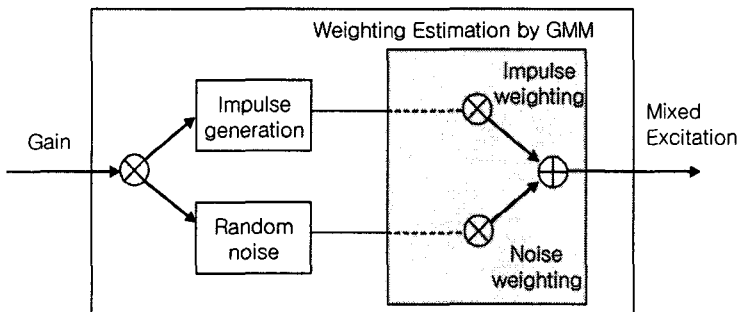 Weighting Estimation by GMM
Impulse
weighting
Impulse
generation
Mixed
Excitation
Gain
Random
noise
Noise
weighting